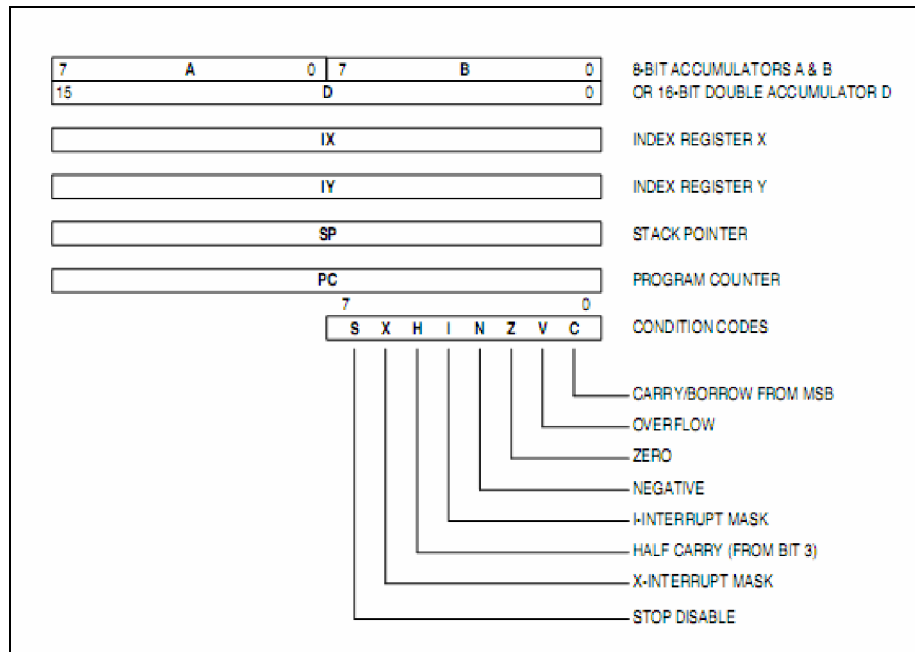 7 A 0 7 B 0 8-BIT ACCUMULATORS A & B
15 D 0 OR 16-BIT DOUBLE ACCUMULATOR D
IX INDEX REGISTER X
IY INDEX REGISTER Y
SP STACK POINTER
PC PROGRAM COUNTER
7 0
S X H I N Z V C CONDITION CODES
CARRY/BORROW FROM MSB
OVERFLOW
ZERO
NEGATIVE
I-INTERRUPT MASK
HALF CARRY (FROM BIT 3)
X-INTERRUPT MASK
STOP DISABLE